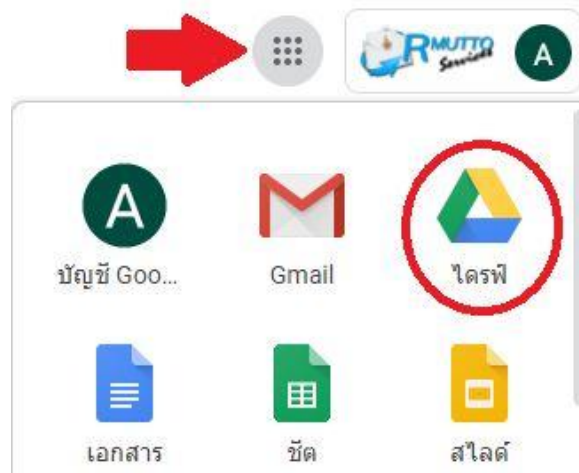 RMUTTO
Services
A
A
บัญชี Goo...
Gmail
ไดรฟ์
เอกสาร
ชีต
สไลด์